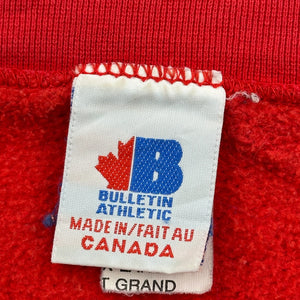 B
BULLETIN
ATHLETIC
MADE IN/FAIT AU
CANADA
T GRAND